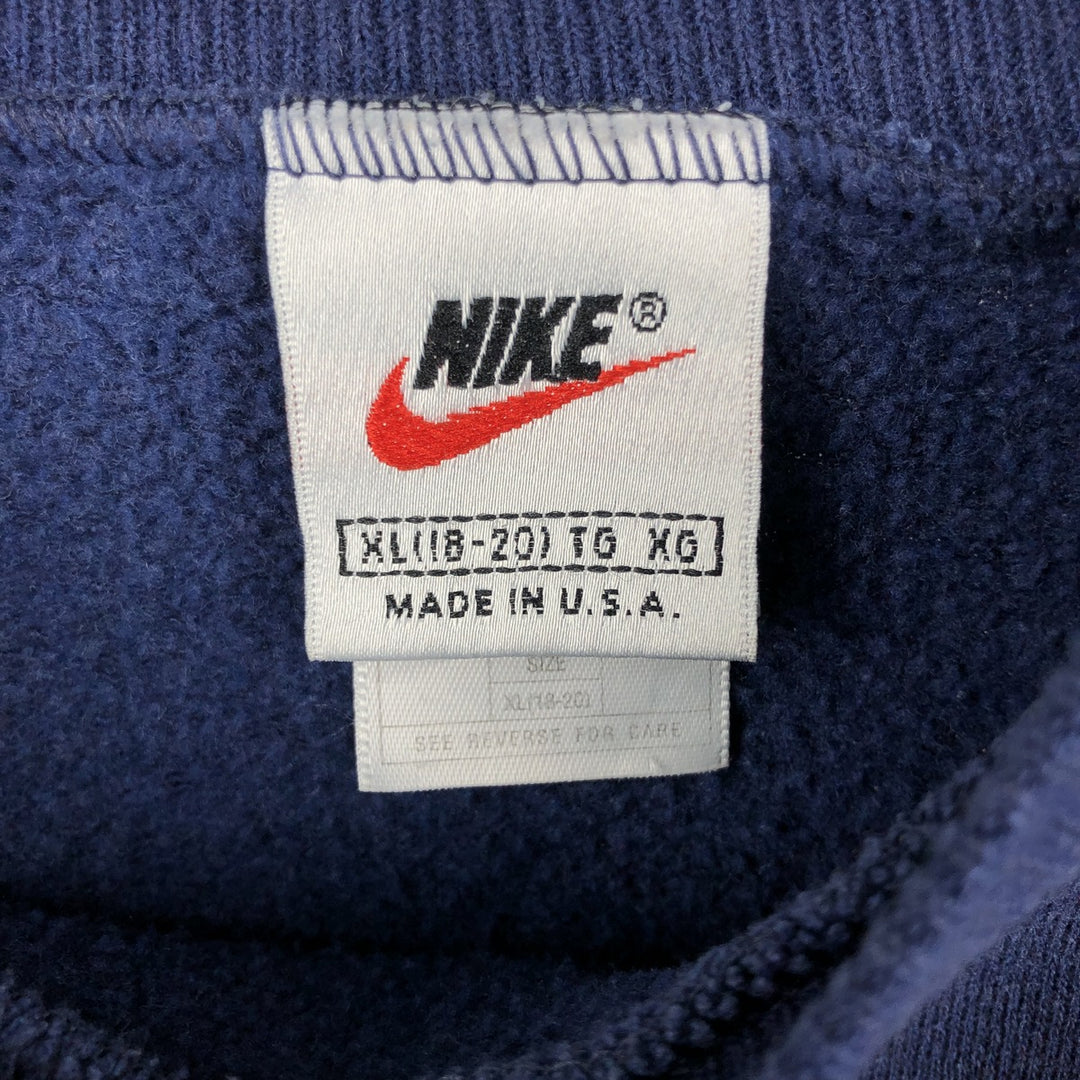 NIKE®
XL(18-20) TG XG
MADE IN U.S.A.
SIZE
XL(18-20)
SEE REVERSE FOR CARE